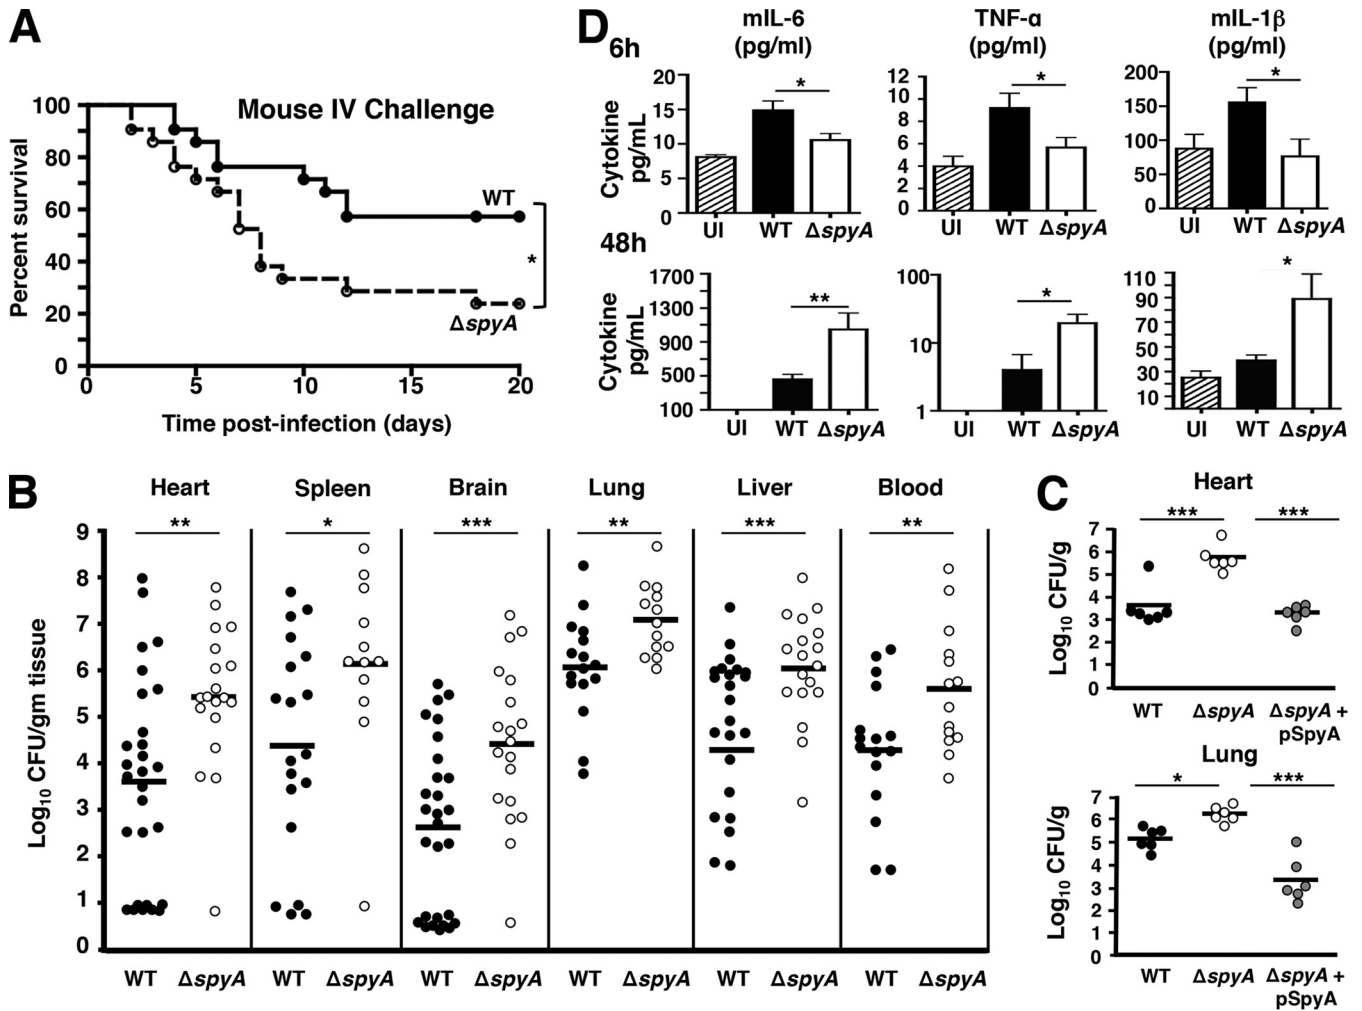 A
Mouse IV Challenge
Percent survival
100
80
60
40
20
0
WT
*
ΔspyA
0 5 10 15 20
Time post-infection (days)
D
6h
mIL-6
(pg/ml)
TNF-α
(pg/ml)
mIL-1β
(pg/ml)
Cytokine
pg/mL
20
15
10
5
0
*
UI WT ΔspyA
12
10
8
6
4
2
0
*
UI WT ΔspyA
200
150
100
50
0
*
UI WT ΔspyA
48h
Cytokine
pg/mL
1700
1300
900
500
100
**
UI WT ΔspyA
100
10
1
*
UI WT ΔspyA
110
90
70
50
30
10
*
UI WT ΔspyA
B
Heart Spleen Brain Lung Liver Blood
** * *** ** *** **
Log10 CFU/gm tissue
9
8
7
6
5
4
3
2
1
0
WT ΔspyA WT ΔspyA WT ΔspyA WT ΔspyA WT ΔspyA WT ΔspyA
C
Heart
*** ***
Log10 CFU/g
7
6
5
4
3
2
1
0
WT ΔspyA ΔspyA +
pSpyA
Lung
* ***
Log10 CFU/g
7
6
5
4
3
2
1
0
WT ΔspyA ΔspyA +
pSpyA